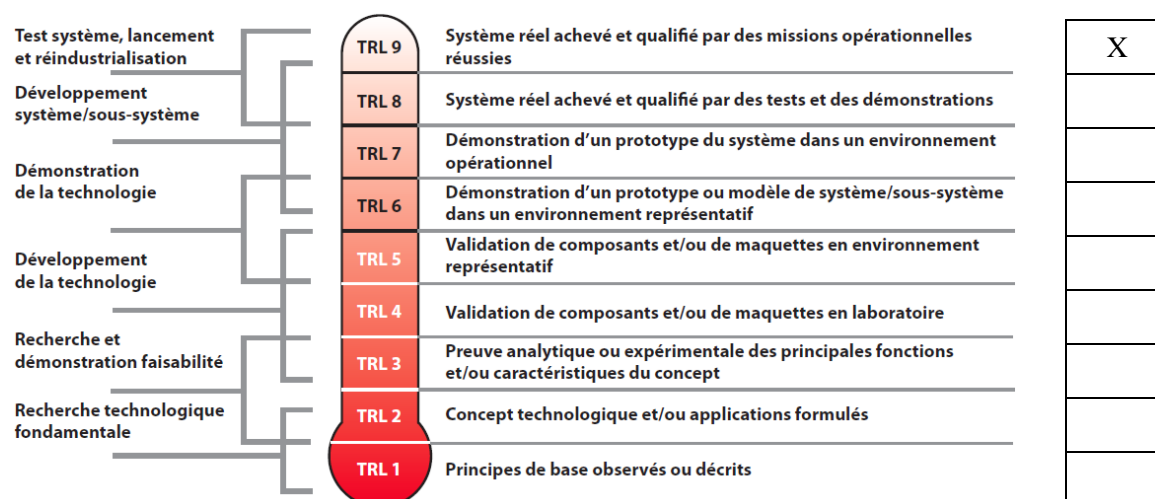 Test système, lancement
et réindustrialisation
Développement
système/sous-système
Démonstration
de la technologie
Développement
de la technologie
Recherche et
démonstration faisabilité
Recherche technologique
fondamentale
TRL 9
Système réel achevé et qualifié par des missions opérationnelles
réussies
X
TRL 8
Système réel achevé et qualifié par des tests et des démonstrations
TRL 7
Démonstration d'un prototype du système dans un environnement
opérationnel
TRL 6
Démonstration d'un prototype ou modèle de système/sous-système
dans un environnement représentatif
TRL 5
Validation de composants et/ou de maquettes en environnement
représentatif
TRL 4
Validation de composants et/ou de maquettes en laboratoire
TRL 3
Preuve analytique ou expérimentale des principales fonctions
et/ou caractéristiques du concept
TRL 2
Concept technologique et/ou applications formulés
TRL 1
Principes de base observés ou décrits